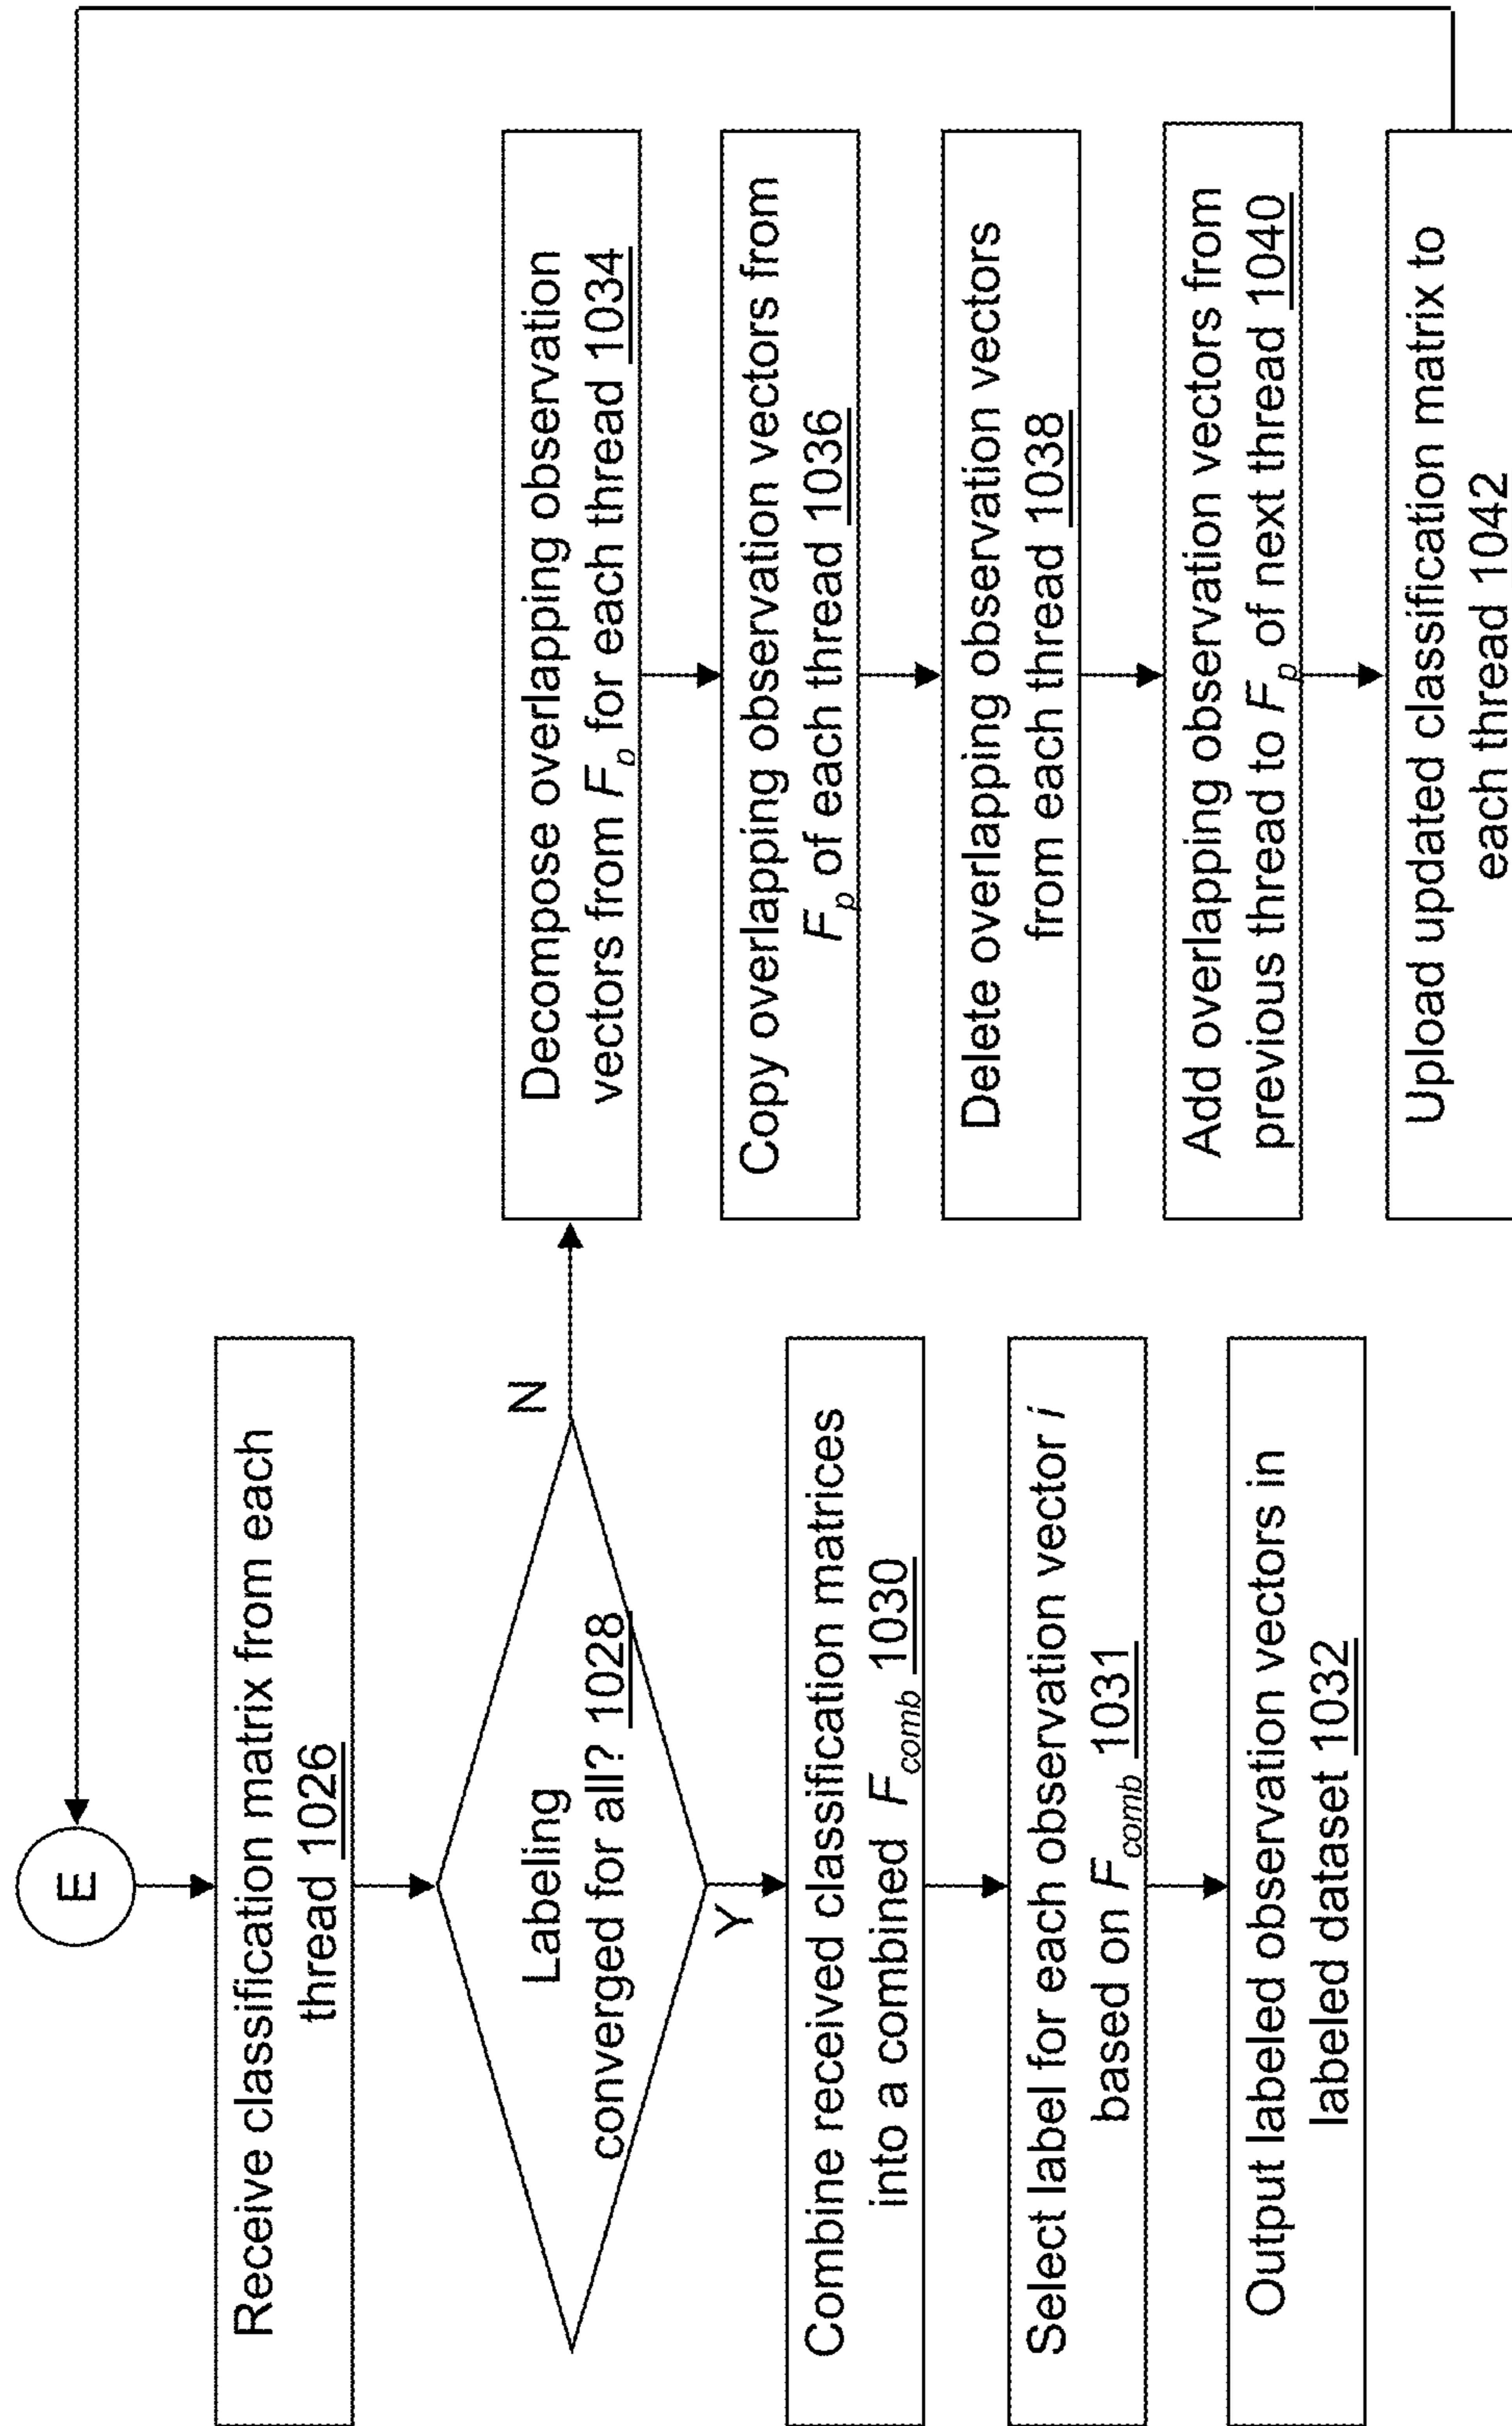 E
Receive classification matrix from each
thread 1026
Labeling
converged for all? 1028
N
Y
Combine received classification matrices
into a combined F_comb 1030
Select label for each observation vector i
based on F_comb 1031
Output labeled observation vectors in
labeled dataset 1032
Decompose overlapping observation
vectors from F_p for each thread 1034
Copy overlapping observation vectors from
F_p of each thread 1036
Delete overlapping observation vectors
from each thread 1038
Add overlapping observation vectors from
previous thread to F_p of next thread 1040
Upload updated classification matrix to
each thread 1042